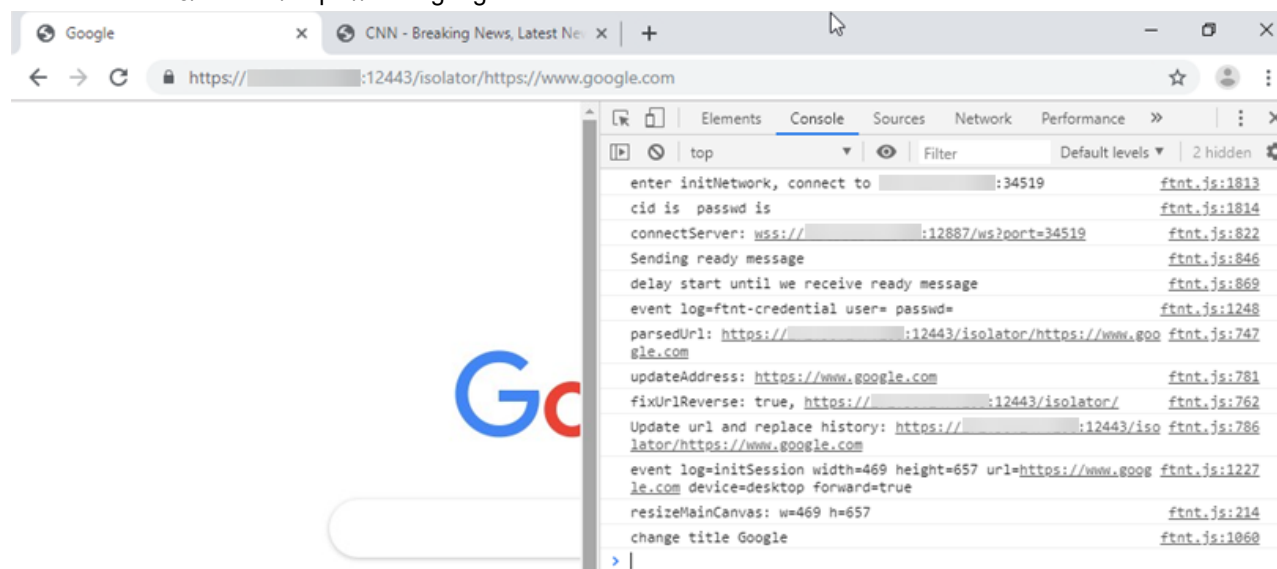 Google × CNN - Breaking News, Latest Ne × +
https:// :12443/isolator/https://www.google.com
Elements Console Sources Network Performance »
top Filter Default levels ▼ 2 hidden
enter initNetwork, connect to :34519 ftnt.js:1813
cid is passwd is ftnt.js:1814
connectServer: wss:// :12887/ws?port=34519 ftnt.js:822
Sending ready message ftnt.js:846
delay start until we receive ready message ftnt.js:869
event log=ftnt-credential user= passwd= ftnt.js:1248
parsedUrl: https:// :12443/isolator/https://www.goo ftnt.js:747
gle.com
updateAddress: https://www.google.com ftnt.js:781
fixUrlReverse: true, https:// :12443/isolator/ ftnt.js:762
Update url and replace history: https:// :12443/iso ftnt.js:786
lator/https://www.google.com
event log=initSession width=469 height=657 url=https://www.goog ftnt.js:1227
le.com device=desktop forward=true
resizeMainCanvas: w=469 h=657 ftnt.js:214
change title Google ftnt.js:1060
>
Go